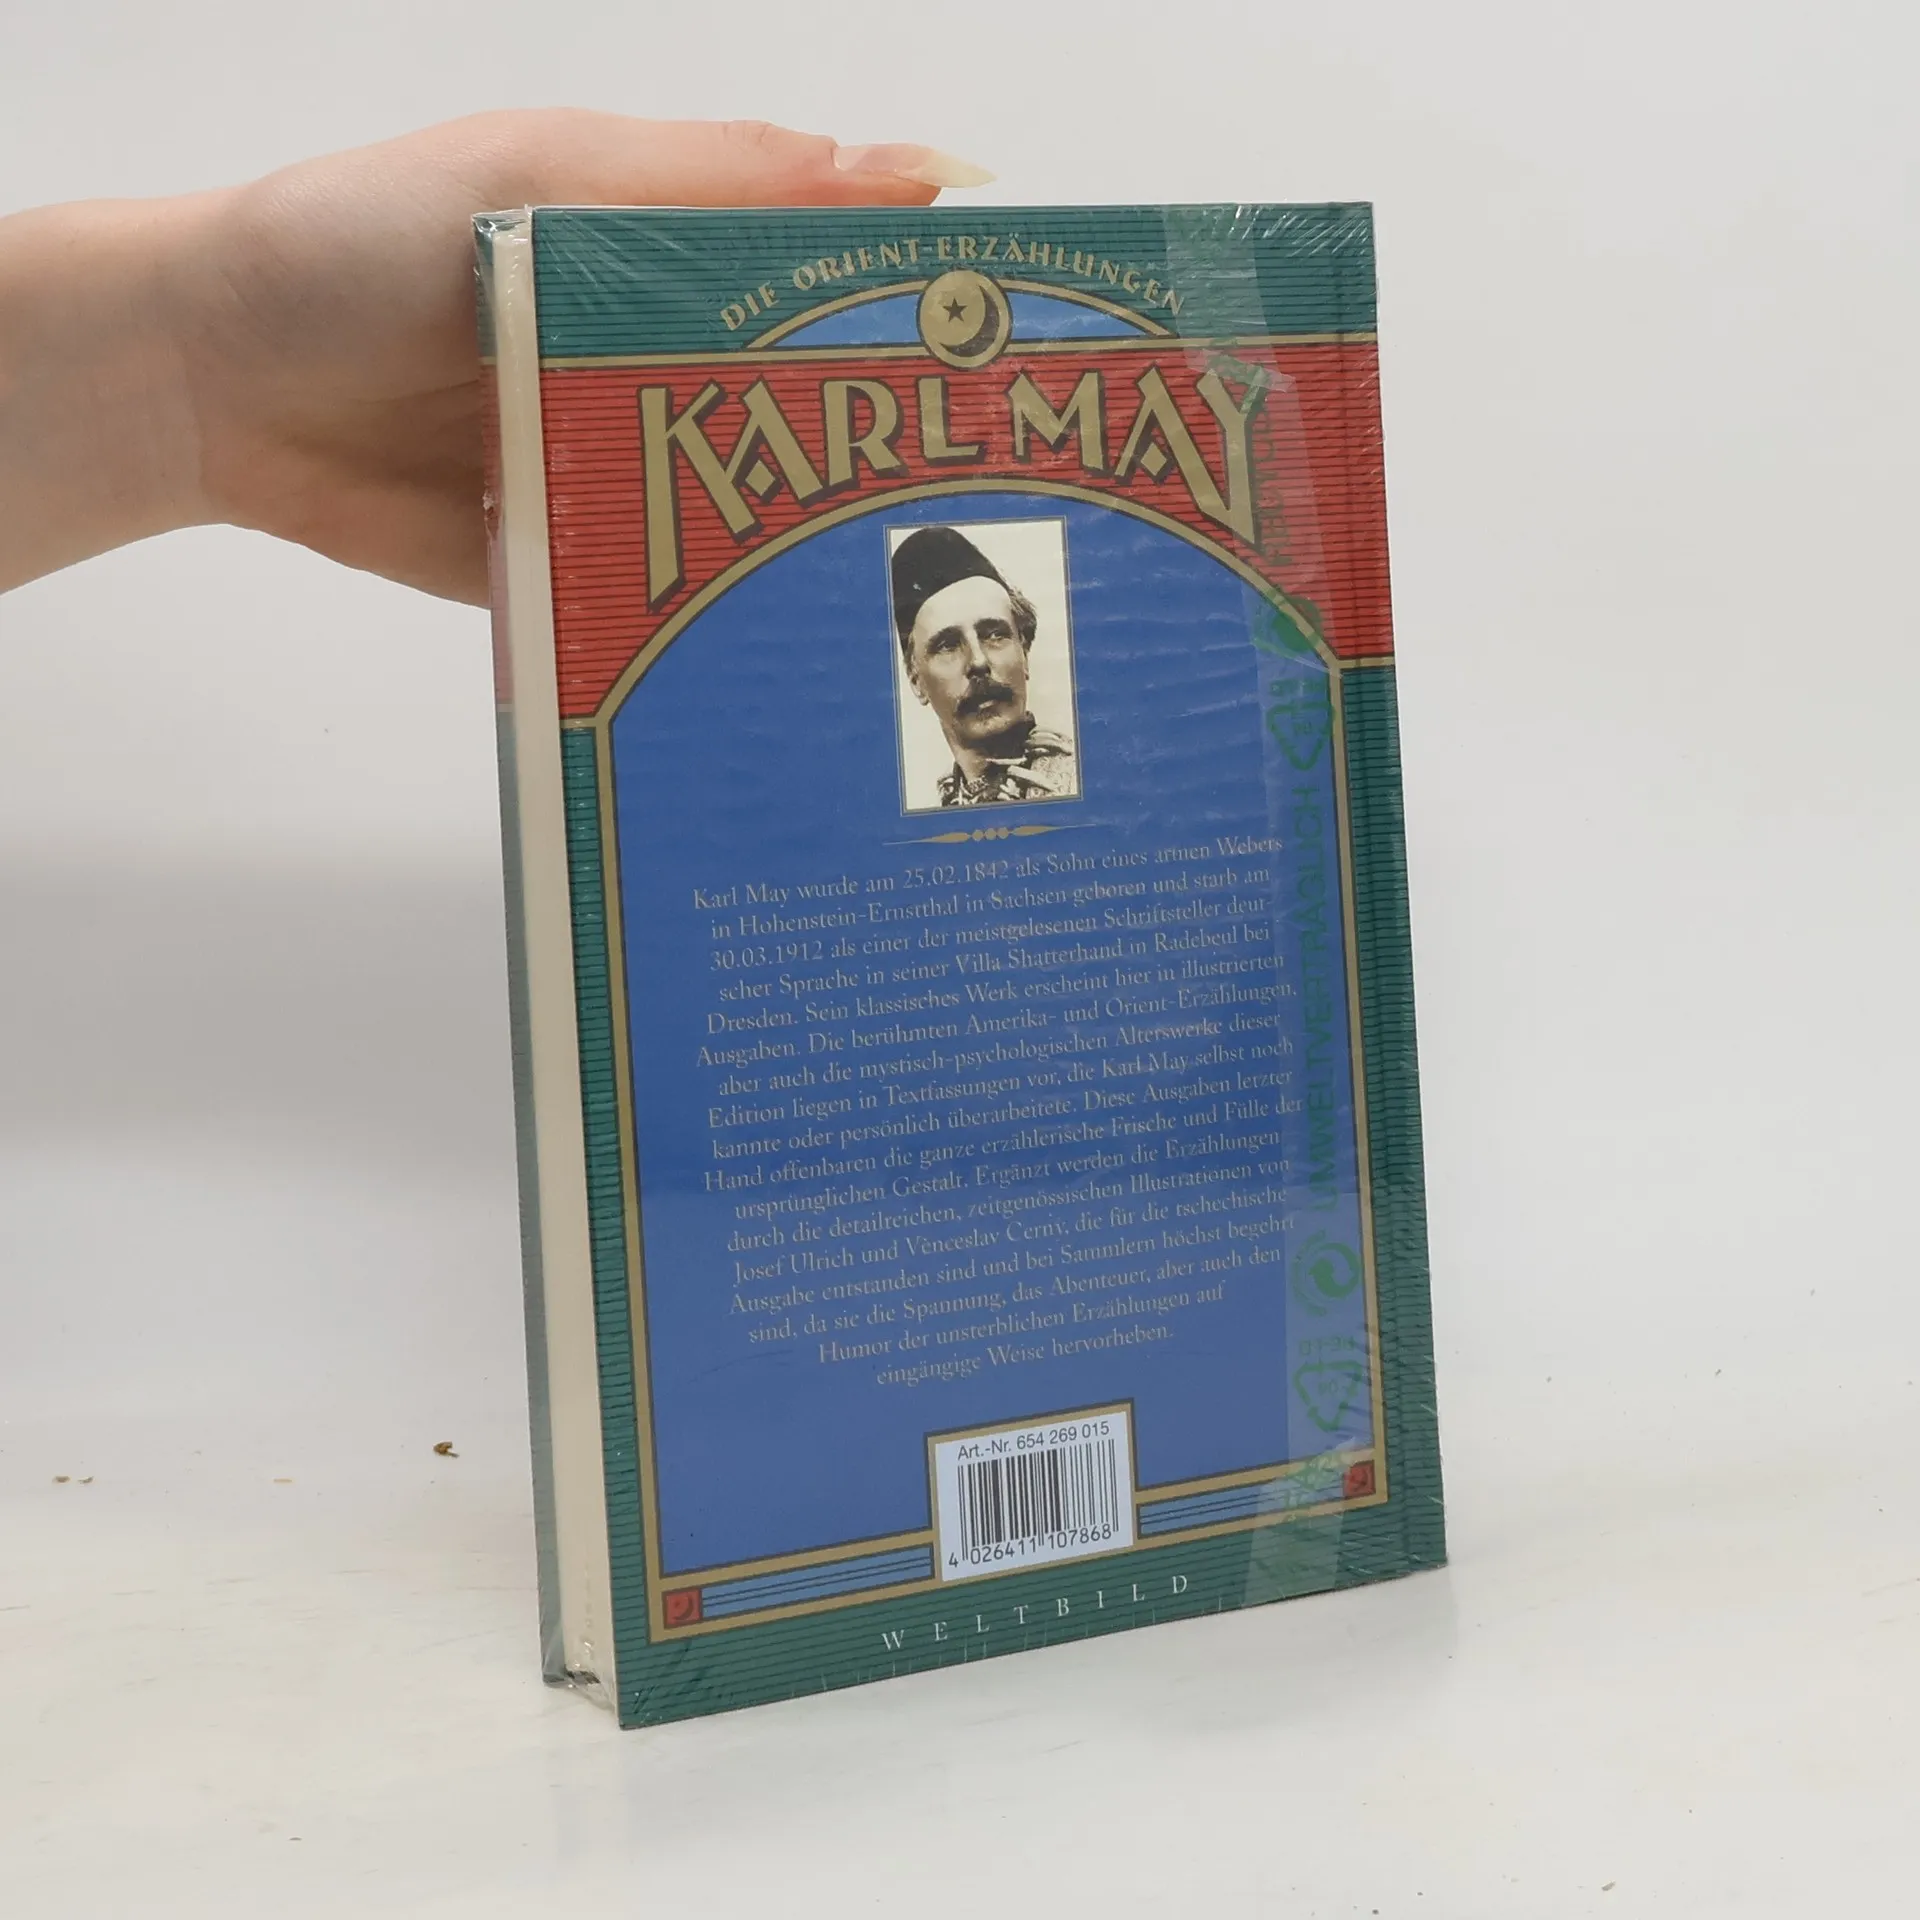 DIE ORIENT-ERZÄHLUNGEN
KARL MAY
Karl May wurde am 25.02.1842 als Sohn eines armen Webers
in Hohenstein-Ernstthal in Sachsen geboren und starb am
30.03.1912 als einer der meistgelesenen Schriftsteller deut-
scher Sprache in seiner Villa Shatterhand in Radebeul bei
Dresden. Sein klassisches Werk erscheint hier in illustrierten
Ausgaben. Die berühmten Amerika- und Orient-Erzählungen,
aber auch die mystisch-psychologischen Alterswerke dieser
Edition liegen in Textfassungen vor, die Karl May selbst noch
kannte oder persönlich überarbeitete. Diese Ausgaben letzter
Hand offenbaren die ganze erzählerische Frische und Fülle der
ursprünglichen Gestalt. Ergänzt werden die Erzählungen
durch die detailreichen, zeitgenössischen Illustrationen von
Josef Ulrich und Vènceslav Cerny, die für die tschechische
Ausgabe entstanden sind und bei Sammlern höchst begehrt
sind, da sie die Spannung, das Abenteuer, aber auch den
Humor der unsterblichen Erzählungen auf
eingängige Weise hervorheben.
UMWELTVERTRÄGLICH
Art.-Nr. 654 269 015
4 026411 107868
WELTBILD